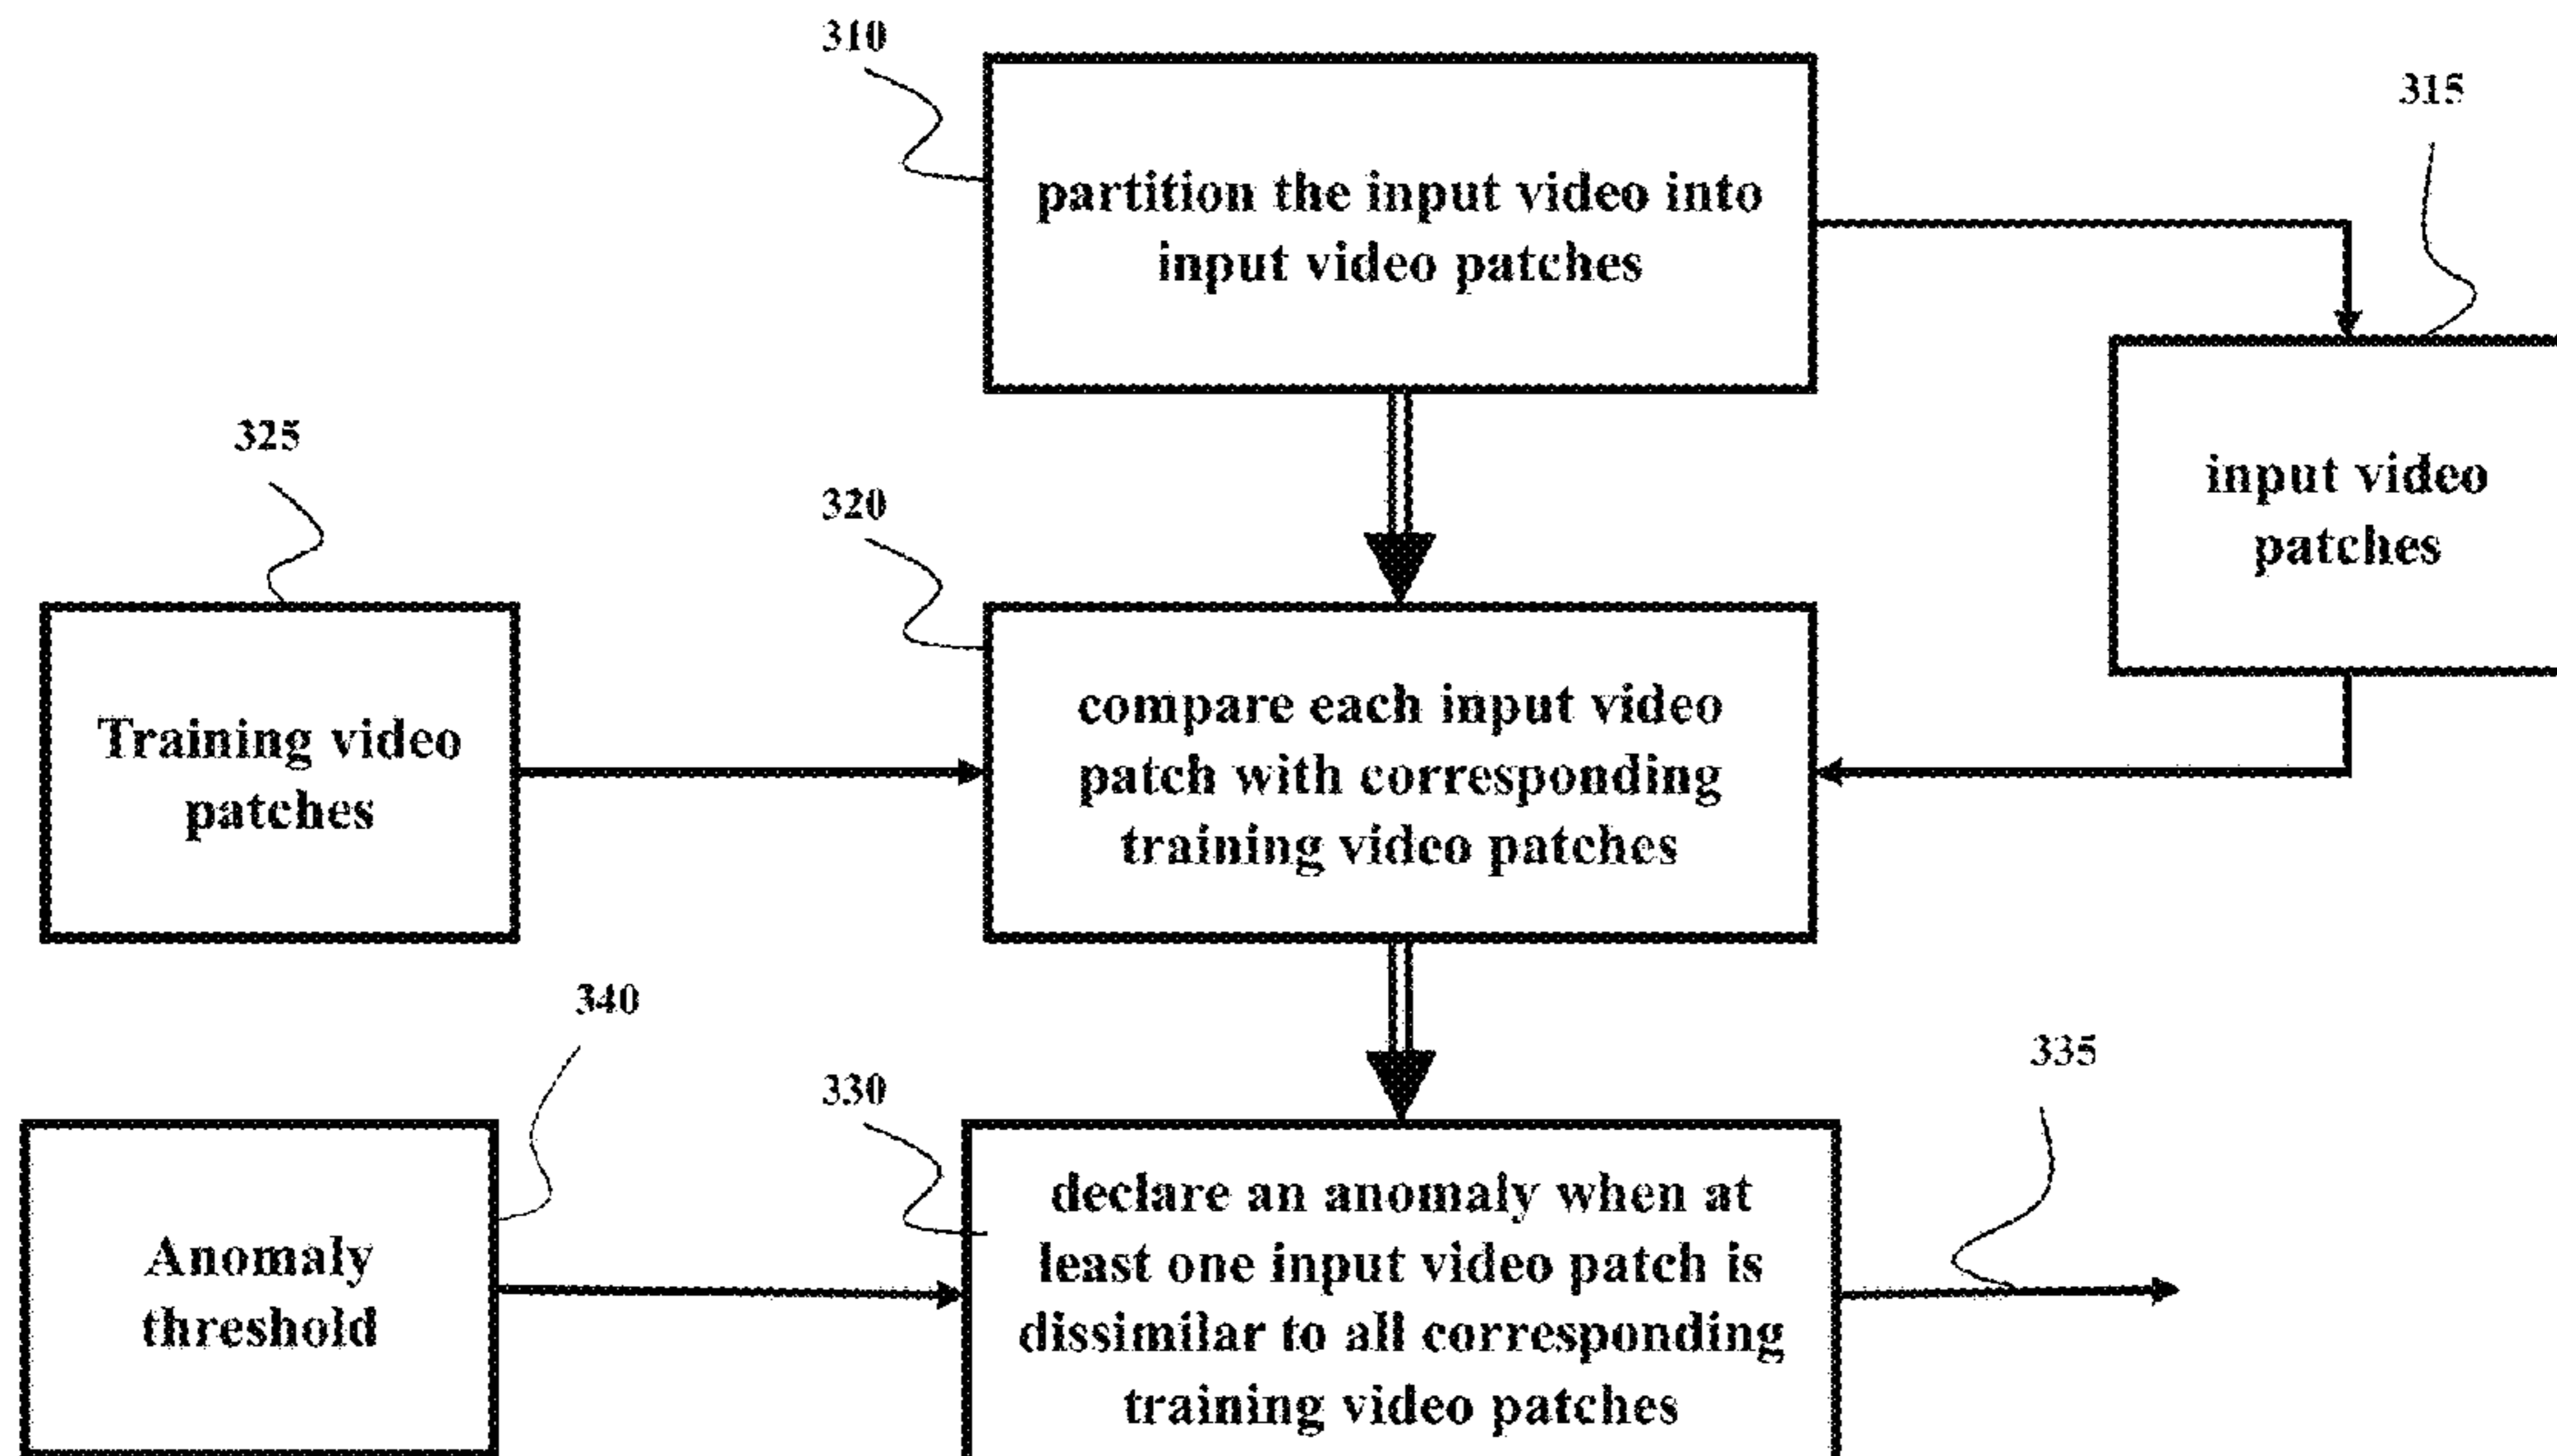 310
partition the input video into
input video patches
315
input video
patches
325
Training video
patches
320
compare each input video
patch with corresponding
training video patches
340
Anomaly
threshold
330
declare an anomaly when at
least one input video patch is
dissimilar to all corresponding
training video patches
335